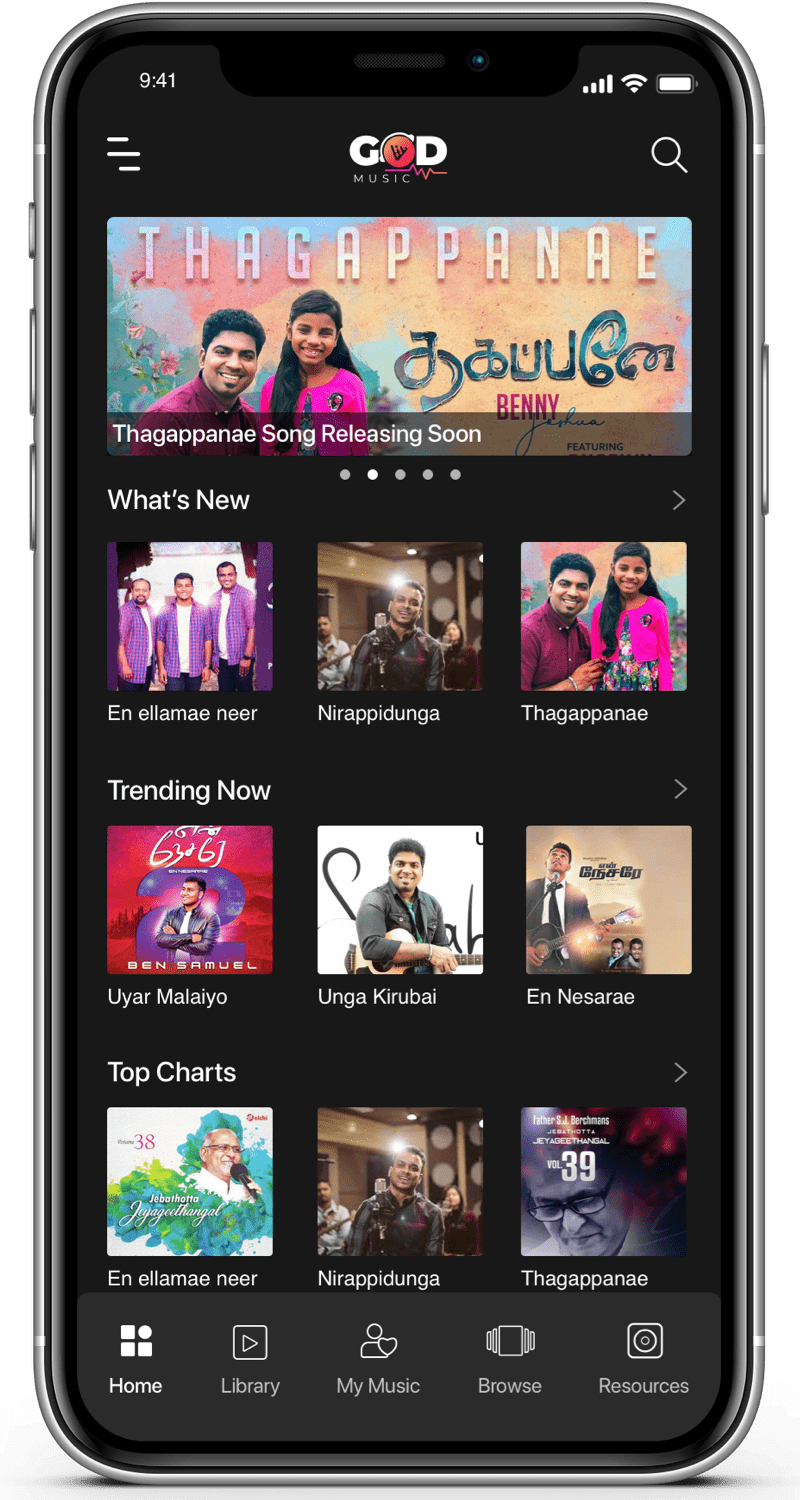 9:41
GOD
MUSIC
THAGAPPANAE
தகப்பனே
BENNY
Joshua
FEATURING
Thagappanae Song Releasing Soon
What's New
En ellamae neer
Nirappidunga
Thagappanae
Trending Now
என்
நேசரே
EN NESARAE
2
BEN SAMUEL
என்
நேசரே
Uyar Malaiyo
Unga Kirubai
En Nesarae
Top Charts
Volume 38
Jebathotta
Jeyageethangal
Father S.J. Berchmans
JEBATHOTTA
JEYAGEETHANGAL
VOL. 39
En ellamae neer
Nirappidunga
Thagappanae
Home
Library
My Music
Browse
Resources